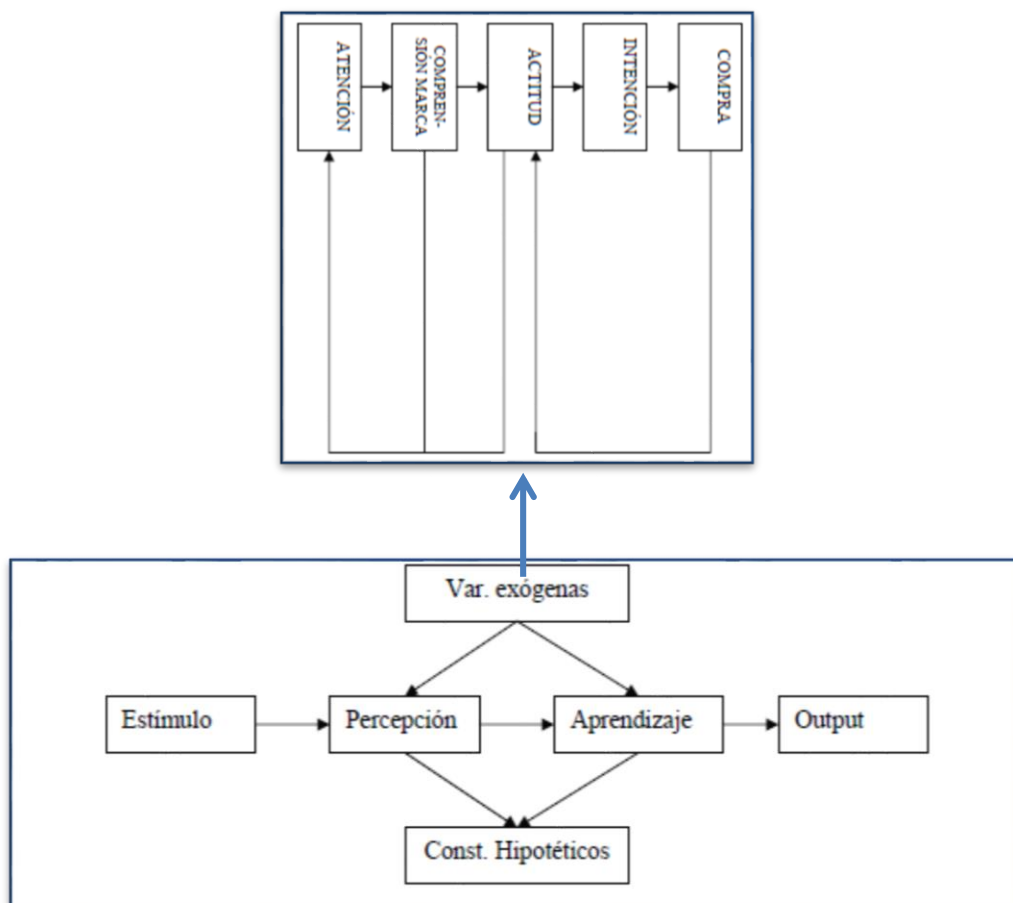 ATENCIÓN
COMPREN-
SIÓN MARCA
ACTITUD
INTENCIÓN
COMPRA
Var. exógenas
Estímulo
Percepción
Aprendizaje
Output
Const. Hipotéticos